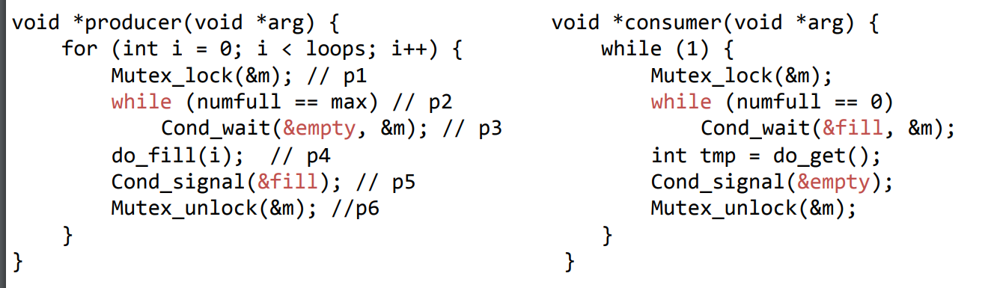 void *producer(void *arg) {
    for (int i = 0; i < loops; i++) {
        Mutex_lock(&m); // p1
        while (numfull == max) // p2
            Cond_wait(&empty, &m); // p3
        do_fill(i);  // p4
        Cond_signal(&fill); // p5
        Mutex_unlock(&m); //p6
    }
}
void *consumer(void *arg) {
    while (1) {
        Mutex_lock(&m);
        while (numfull == 0)
            Cond_wait(&fill, &m);
        int tmp = do_get();
        Cond_signal(&empty);
        Mutex_unlock(&m);
    }
}